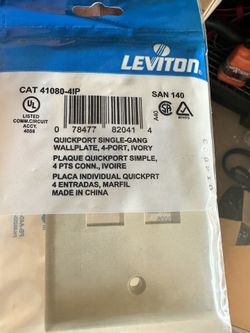 LEVITON
CAT 41080-4IP
SAN 140
UL
LISTED
COMM.CIRCUIT
ACCY.
4058
A40
0 78477 82041 4
QUICKPORT SINGLE-GANG
WALLPLATE, 4-PORT, IVORY
PLAQUE QUICKPORT SIMPLE,
4 PTS CONN., IVOIRE
PLACA INDIVIDUAL QUICKPRT
4 ENTRADAS, MARFIL
MADE IN CHINA